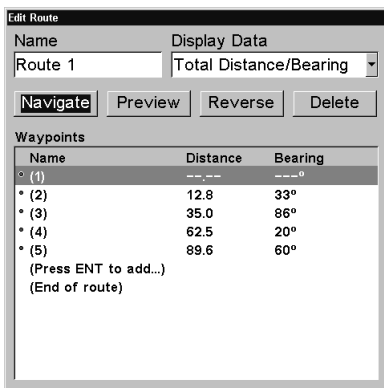 Edit Route
Name Display Data
Route 1 Total Distance/Bearing
Navigate Preview Reverse Delete
Waypoints
Name Distance Bearing
° (1) --.-- ---º
° (2) 12.8 33º
° (3) 35.0 86º
° (4) 62.5 20º
° (5) 89.6 60º
(Press ENT to add...)
(End of route)